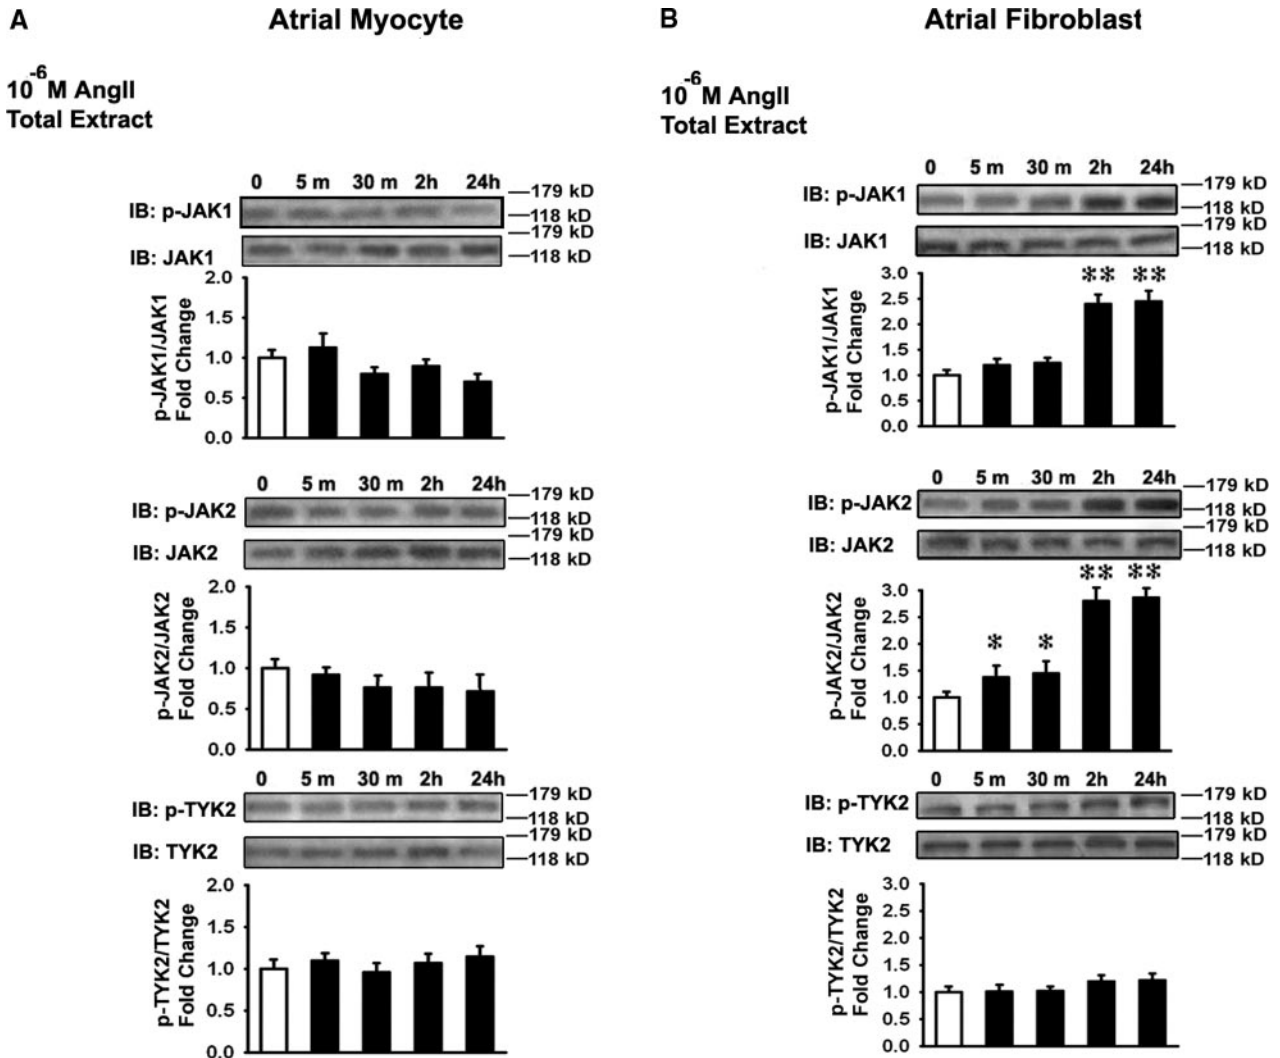 A Atrial Myocyte
10-6M AngII
Total Extract
0 5 m 30 m 2h 24h
IB: p-JAK1
179 kD
118 kD
IB: JAK1
179 kD
118 kD
p-JAK1/JAK1
Fold Change
2.0
1.5
1.0
0.5
0.0
0 5 m 30 m 2h 24h
IB: p-JAK2
179 kD
118 kD
IB: JAK2
179 kD
118 kD
p-JAK2/JAK2
Fold Change
2.0
1.5
1.0
0.5
0.0
0 5 m 30 m 2h 24h
IB: p-TYK2
179 kD
118 kD
IB: TYK2
179 kD
118 kD
p-TYK2/TYK2
Fold Change
2.0
1.5
1.0
0.5
0.0
B Atrial Fibroblast
10-6M AngII
Total Extract
0 5 m 30 m 2h 24h
IB: p-JAK1
179 kD
118 kD
IB: JAK1
179 kD
118 kD
p-JAK1/JAK1
Fold Change
3.0
2.5
2.0
1.5
1.0
0.5
0.0
** **
0 5 m 30 m 2h 24h
IB: p-JAK2
179 kD
118 kD
IB: JAK2
179 kD
118 kD
p-JAK2/JAK2
Fold Change
3.0
2.5
2.0
1.5
1.0
0.5
0.0
* * ** **
0 5 m 30 m 2h 24h
IB: p-TYK2
179 kD
118 kD
IB: TYK2
179 kD
118 kD
p-TYK2/TYK2
Fold Change
3.0
2.5
2.0
1.5
1.0
0.5
0.0